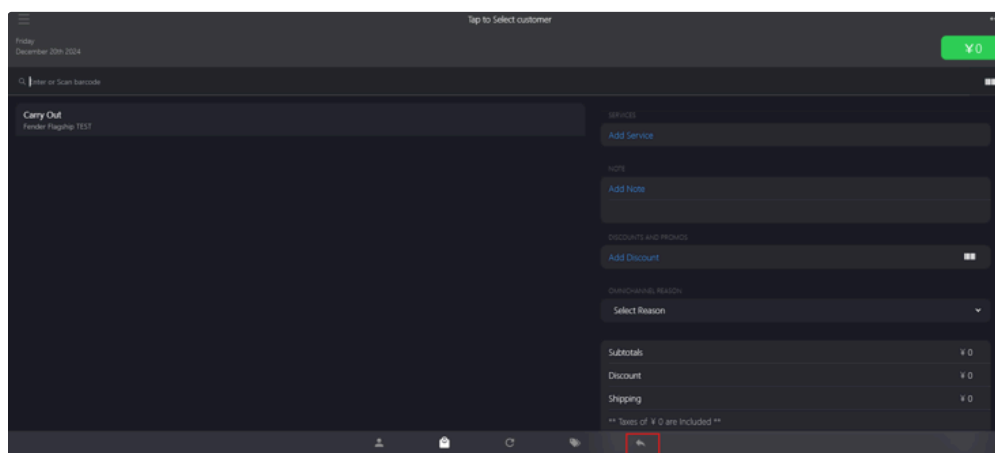 Tap to Select customer
Friday
December 20th 2024
¥0
Enter or Scan barcode
Carry Out
Fender Flagship TEST
SERVICES
Add Service
NOTE
Add Note
DISCOUNTS AND PROMOS
Add Discount
OMNICHANNEL REASON
Select Reason
Subtotals ¥ 0
Discount ¥ 0
Shipping ¥ 0
** Taxes of ¥ 0 are Included **